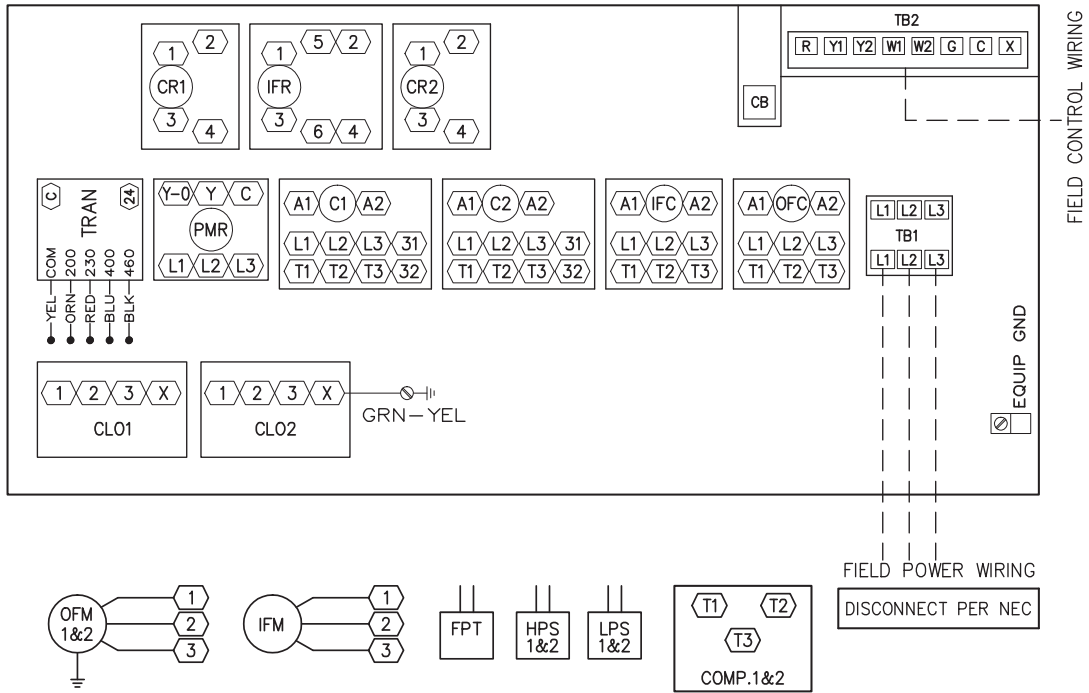 TB2
R Y1 Y2 W1 W2 G C X
FIELD CONTROL WIRING
CB
1 2
CR1
3 4
1 5 2
IFR
3 6 4
1 2
CR2
3 4
C 24
TRAN
COM 200 230 400 460
YEL ORN RED BLU BLK
Y-O Y C
PMR
L1 L2 L3
A1 C1 A2
L1 L2 L3 31
T1 T2 T3 32
A1 C2 A2
L1 L2 L3 31
T1 T2 T3 32
A1 IFC A2
L1 L2 L3
T1 T2 T3
A1 OFC A2
L1 L2 L3
T1 T2 T3
L1 L2 L3
TB1
L1 L2 L3
EQUIP GND
1 2 3 X
CLO1
1 2 3 X
CLO2
GRN-YEL
FIELD POWER WIRING
DISCONNECT PER NEC
OFM
1&2
1
2
3
IFM
1
2
3
FPT
HPS
1&2
LPS
1&2
T1 T2
T3
COMP.1&2